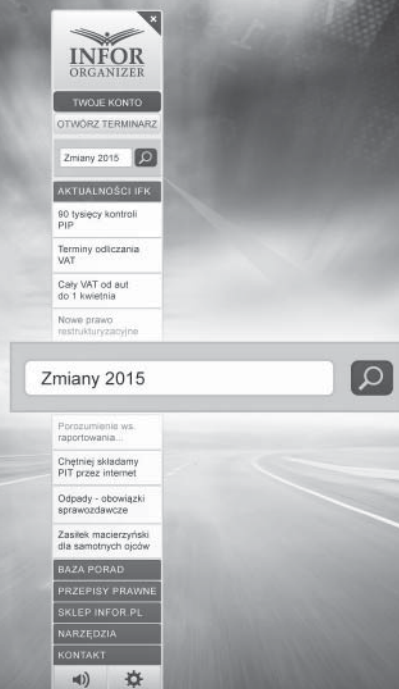 INFOR
ORGANIZER
TWOJE KONTO
OTWÓRZ TERMINARZ
Zmiany 2015
AKTUALNOŚCI IFK
90 tysięcy kontroli
PIP
Terminy odliczania
VAT
Cały VAT od aut
do 1 kwietnia
Nowe prawo
restrukturyzacyjne
Zmiany 2015
Porozumienie ws.
raportowania...
Chętniej składamy
PIT przez internet
Odpady - obowiązki
sprawozdawcze
Zasiłek macierzyński
dla samotnych ojców
BAZA PORAD
PRZEPISY PRAWNE
SKLEP INFOR.PL
NARZĘDZIA
KONTAKT